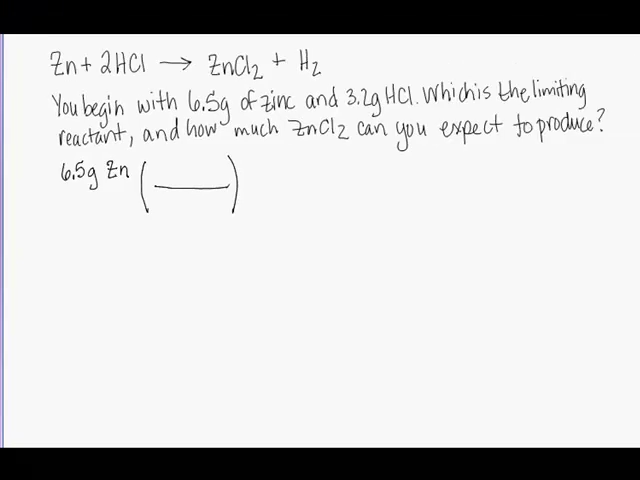 Zn + 2HCl → ZnCl2 + H2
You begin with 6.5g of zinc and 3.2g HCl. Which is the limiting
reactant, and how much ZnCl2 can you expect to produce?
6.5g Zn